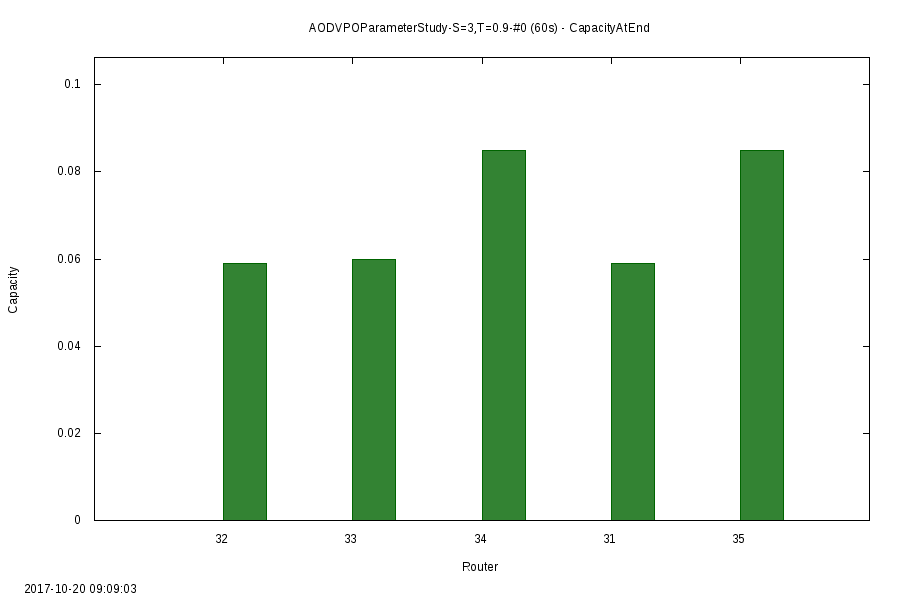 AODVPOParameterStudy-S=3,T=0.9-#0 (60s) - CapacityAtEnd
0.1
0.08
0.06
0.04
0.02
0
Capacity
32 33 34 31 35
Router
2017-10-20 09:09:03